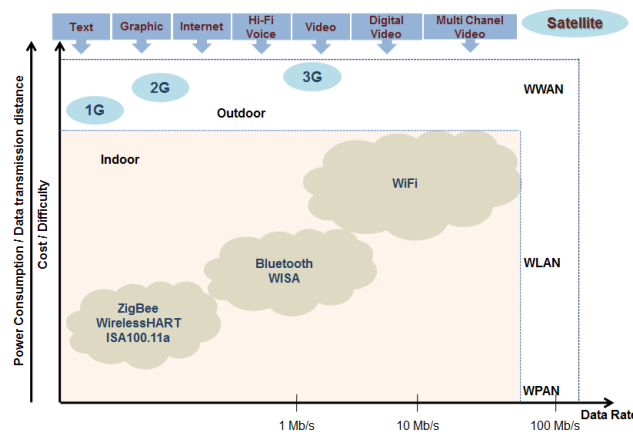 Text
Graphic
Internet
Hi-Fi
Voice
Video
Digital
Video
Multi Chanel
Video
Satellite
1G
2G
3G
WWAN
Outdoor
Indoor
WiFi
Bluetooth
WISA
WLAN
ZigBee
WirelessHART
ISA100.11a
WPAN
Power Consumption / Data transmission distance
Cost / Difficulty
1 Mb/s
10 Mb/s
100 Mb/s
Data Rate